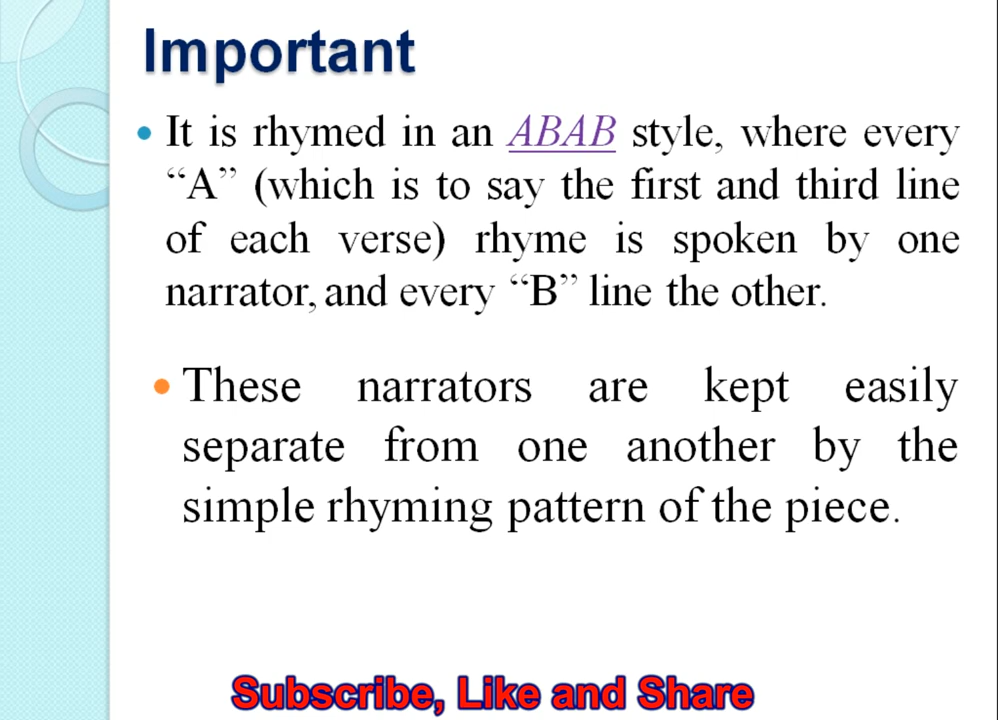 Important
It is rhymed in an ABAB style, where every
“A” (which is to say the first and third line
of each verse) rhyme is spoken by one
narrator, and every “B” line the other.
These narrators are kept easily
separate from one another by the
simple rhyming pattern of the piece.
Subscribe, Like and Share